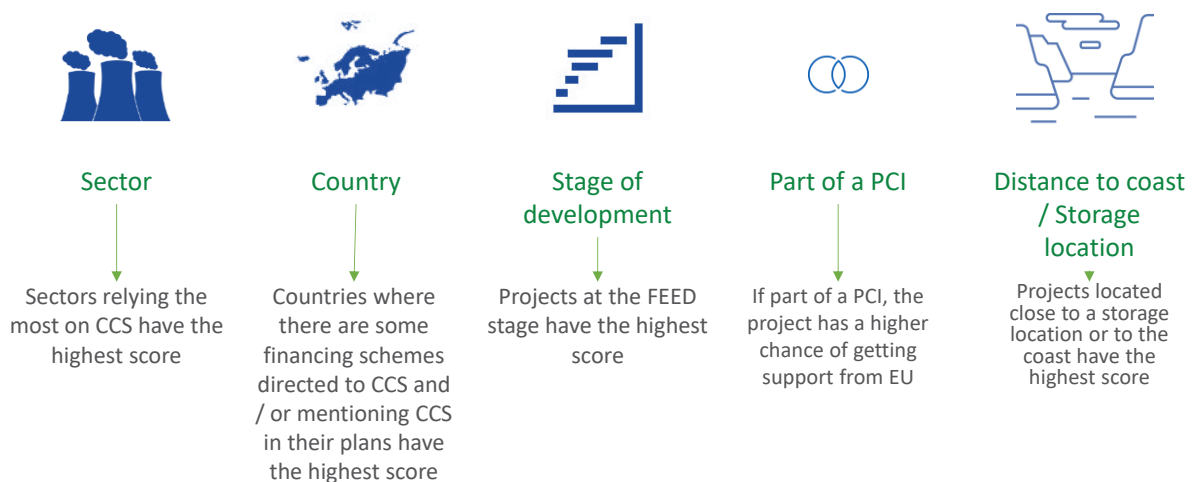 Sector
Sectors relying the
most on CCS have the
highest score
Country
Countries where
there are some
financing schemes
directed to CCS and
/ or mentioning CCS
in their plans have
the highest score
Stage of
development
Projects at the FEED
stage have the highest
score
Part of a PCI
If part of a PCI, the
project has a higher
chance of getting
support from EU
Distance to coast
/ Storage
location
Projects located
close to a storage
location or to the
coast have the
highest score